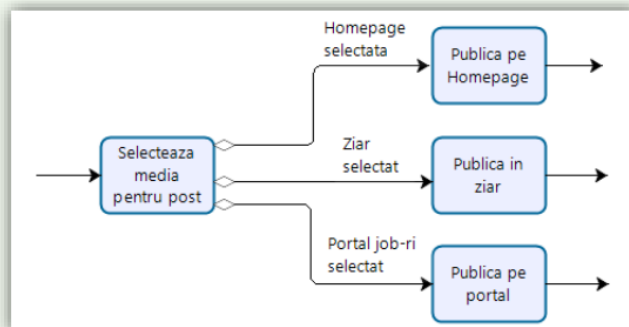 Homepage
selectata
Publica pe
Homepage
Selecteaza
media
pentru post
Ziar
selectat
Publica in
ziar
Portal job-ri
selectat
Publica pe
portal